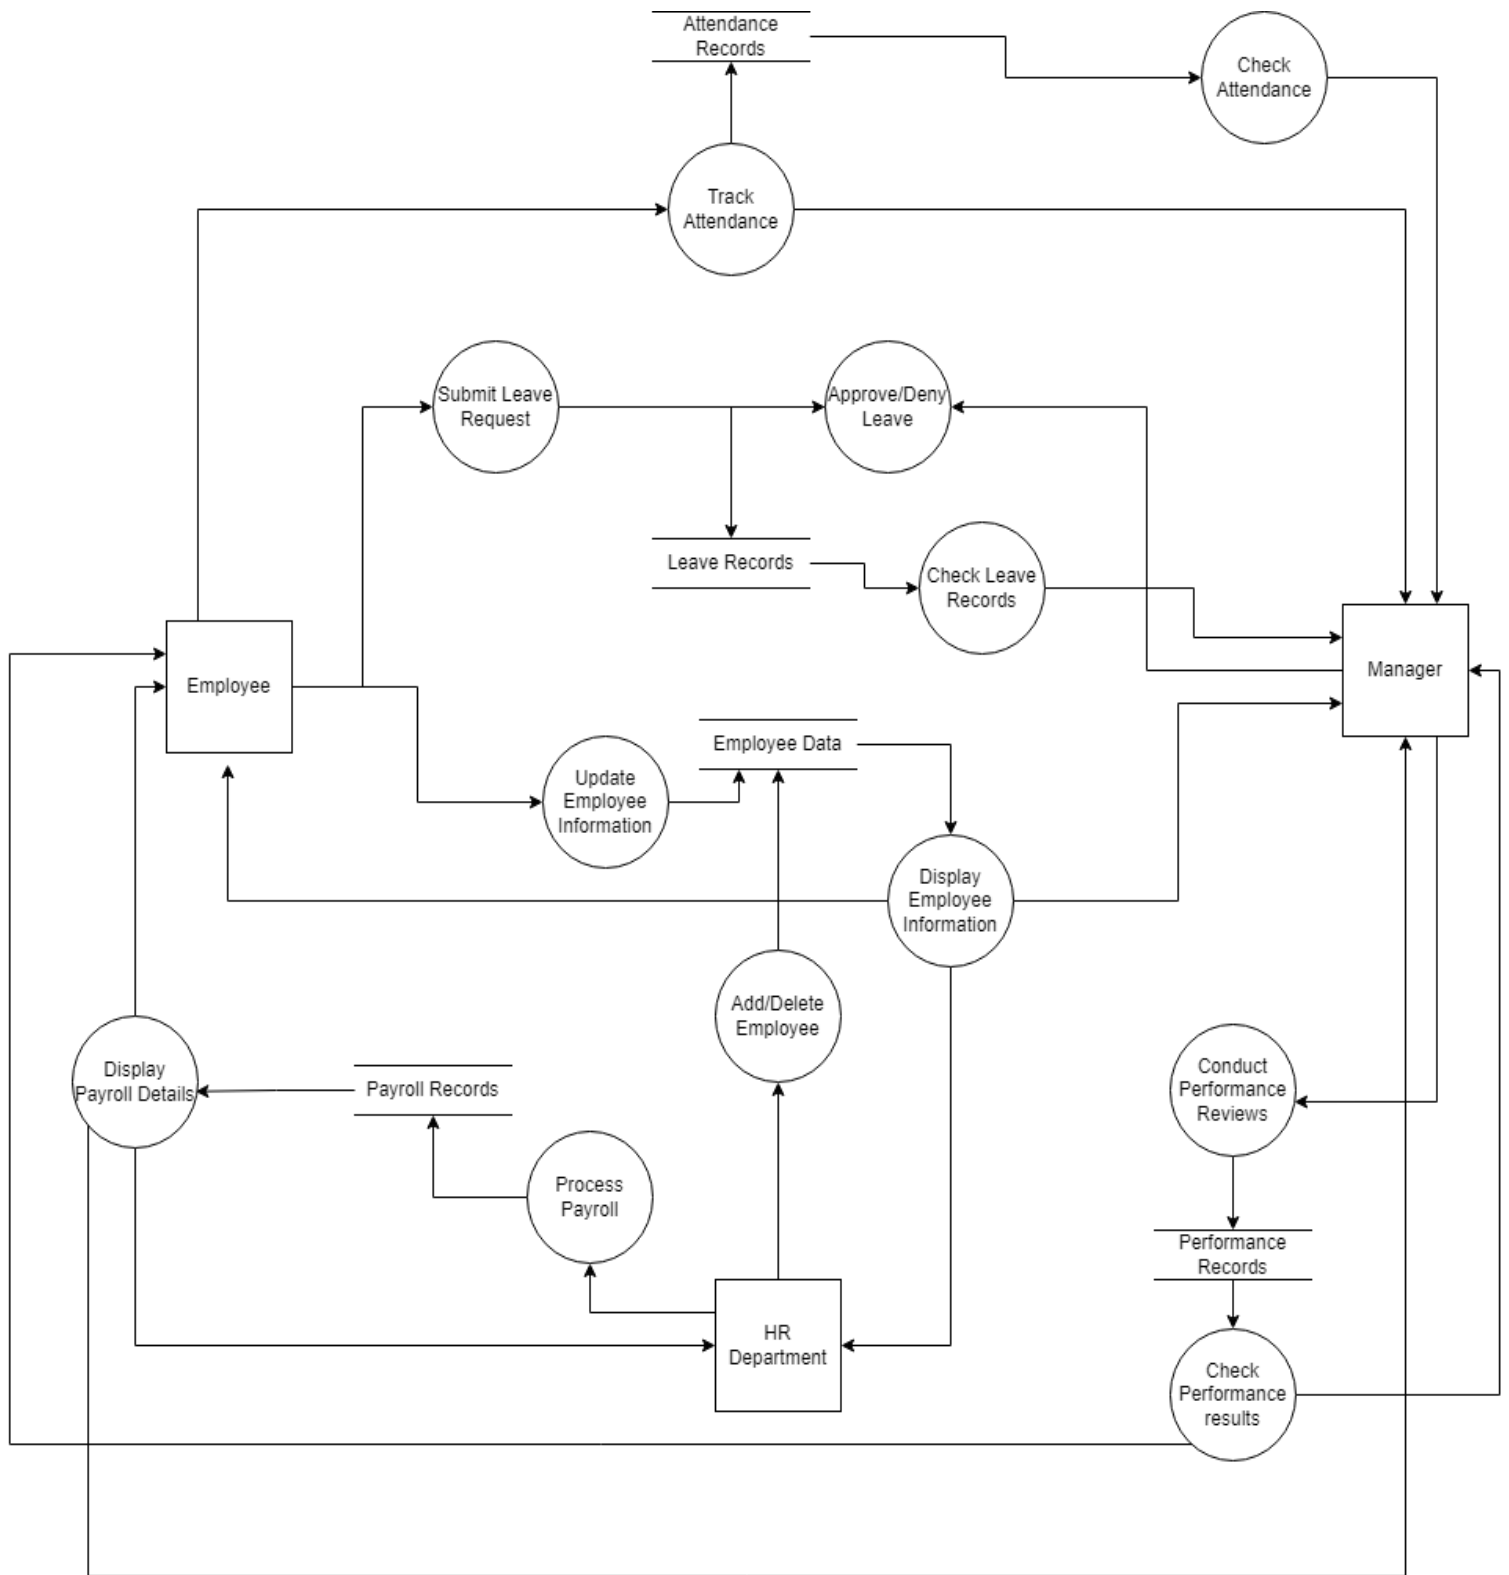 Attendance
Records
Check
Attendance
Track
Attendance
Submit Leave
Request
Approve/Deny
Leave
Leave Records
Check Leave
Records
Employee
Manager
Employee Data
Update
Employee
Information
Display
Employee
Information
Add/Delete
Employee
Display
Payroll Details
Payroll Records
Conduct
Performance
Reviews
Process
Payroll
Performance
Records
HR
Department
Check
Performance
results